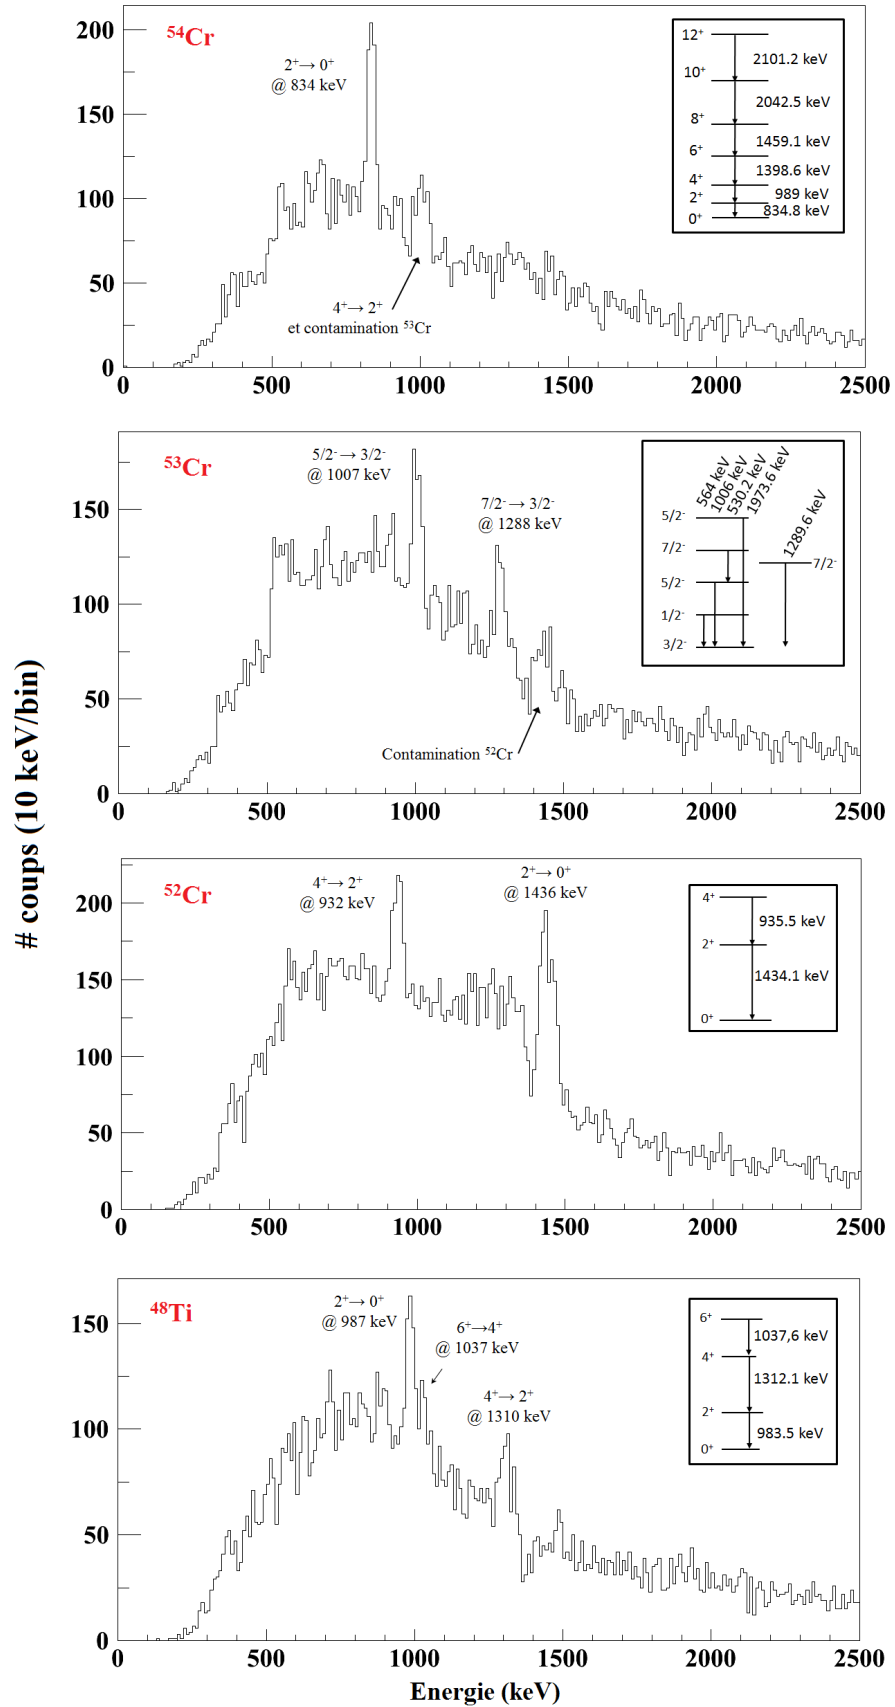 # coups (10 keV/bin)
⁵⁴Cr
2⁺→ 0⁺
@ 834 keV
4⁺→ 2⁺
et contamination ⁵³Cr
12⁺
2101.2 keV
10⁺
2042.5 keV
8⁺
1459.1 keV
6⁺
1398.6 keV
4⁺
989 keV
2⁺
834.8 keV
0⁺
200
150
100
50
0
0 500 1000 1500 2000 2500
⁵³Cr
5/2⁻→ 3/2⁻
@ 1007 keV
7/2⁻→ 3/2⁻
@ 1288 keV
Contamination ⁵²Cr
564 keV
1006 keV
530.2 keV
1973.6 keV
1289.6 keV
5/2⁻
7/2⁻
7/2⁻
5/2⁻
1/2⁻
3/2⁻
150
100
50
0
0 500 1000 1500 2000 2500
⁵²Cr
4⁺→ 2⁺
@ 932 keV
2⁺→ 0⁺
@ 1436 keV
4⁺
935.5 keV
2⁺
1434.1 keV
0⁺
200
150
100
50
0
0 500 1000 1500 2000 2500
⁴⁸Ti
2⁺→ 0⁺
@ 987 keV
6⁺→4⁺
@ 1037 keV
4⁺→ 2⁺
@ 1310 keV
6⁺
1037,6 keV
4⁺
1312.1 keV
2⁺
983.5 keV
0⁺
150
100
50
0
0 500 1000 1500 2000 2500
Energie (keV)